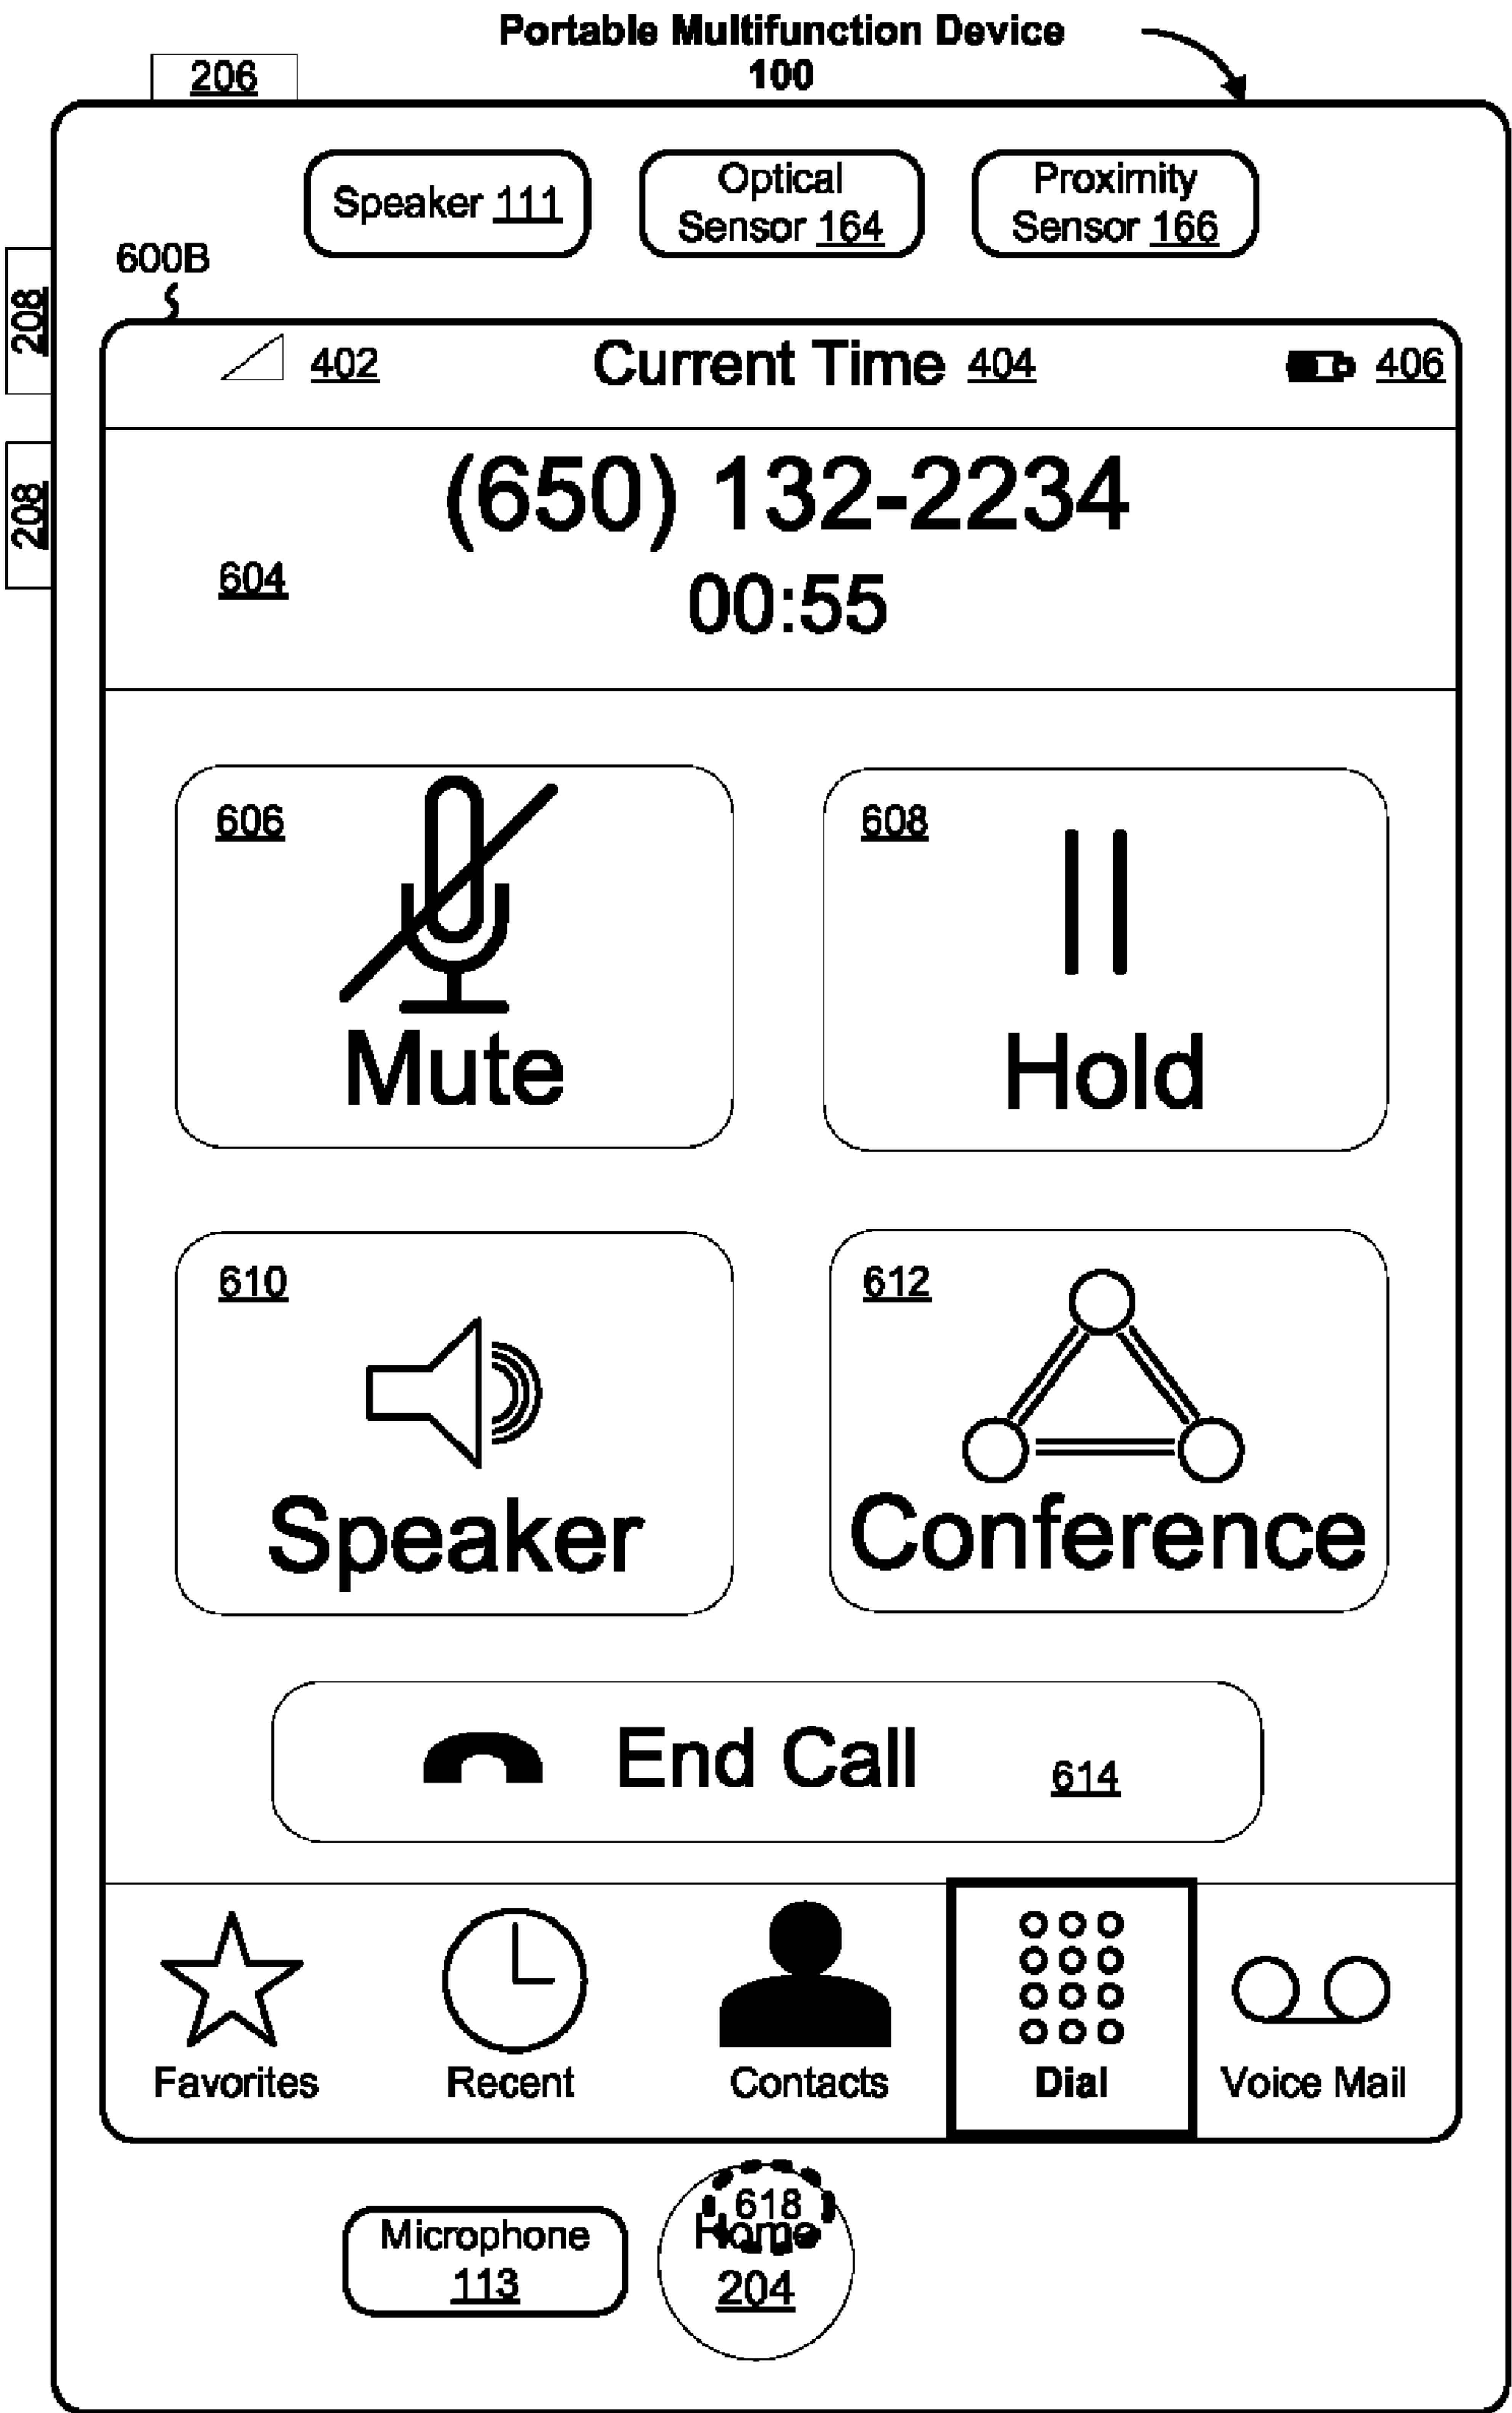 Portable Multifunction Device
100
206
Speaker 111
Optical
Sensor 164
Proximity
Sensor 166
600B
208
208
402
Current Time 404
406
(650) 132-2234
604
00:55
606
Mute
608
Hold
610
Speaker
612
Conference
End Call
614
Favorites
Recent
Contacts
Dial
Voice Mail
Microphone
113
618
Home
204